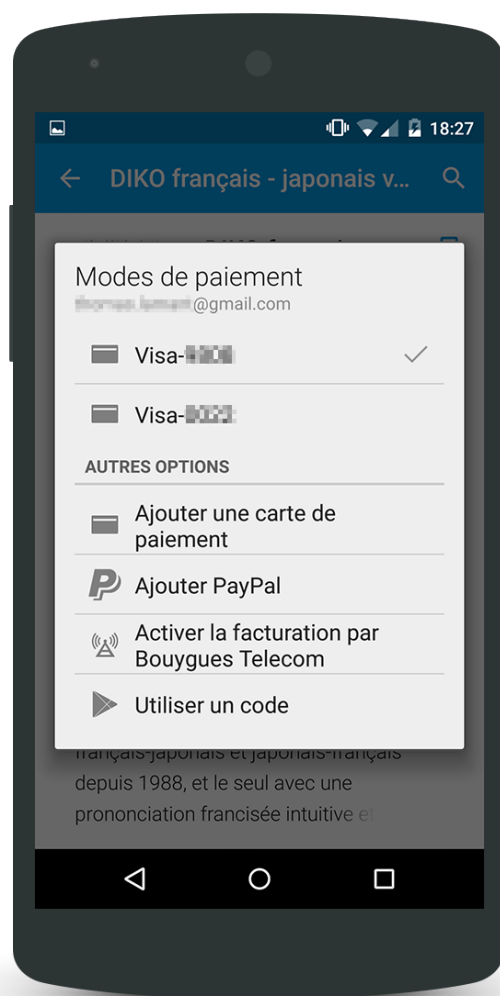 18:27
DIKO français - japonais v...
Modes de paiement
@gmail.com
Visa-
Visa-
AUTRES OPTIONS
Ajouter une carte de
paiement
Ajouter PayPal
Activer la facturation par
Bouygues Telecom
Utiliser un code
français-japonais et japonais-français
depuis 1988, et le seul avec une
prononciation francisée intuitive et